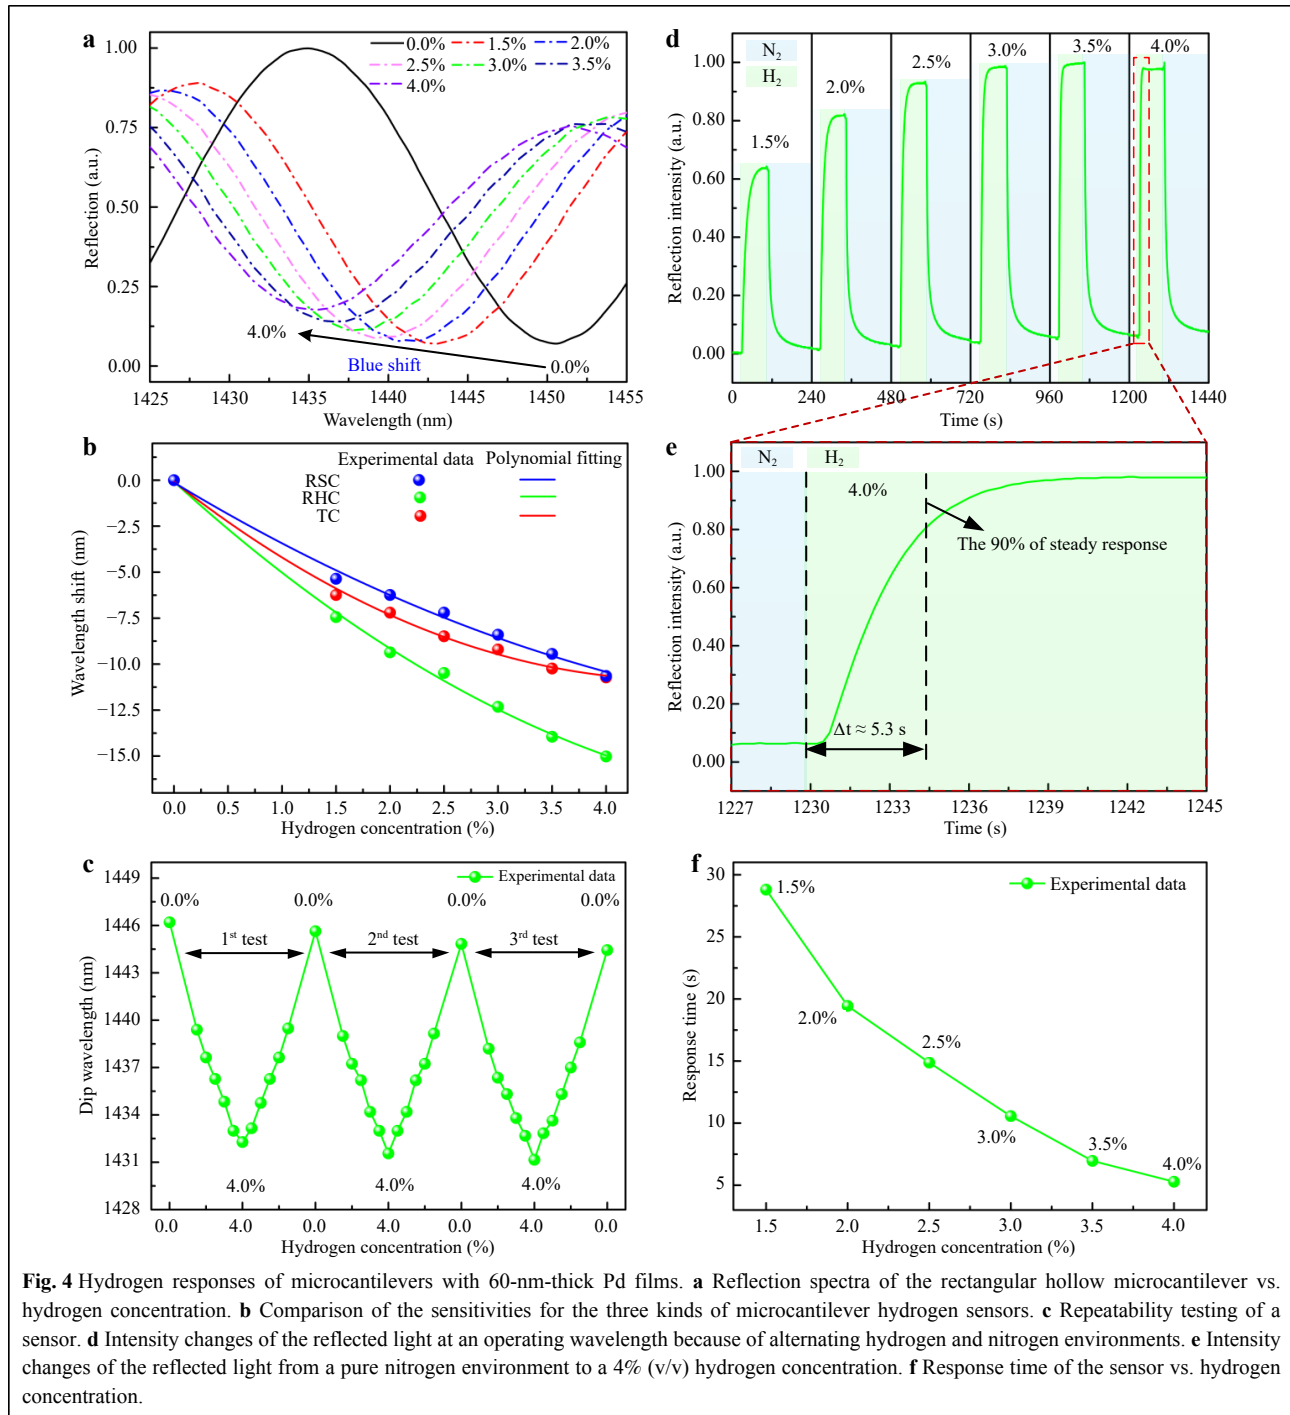 a
1.00
0.75
0.50
0.25
0.00
Reflection (a.u.)
0.0%
1.5%
2.0%
2.5%
3.0%
3.5%
4.0%
4.0%
Blue shift
0.0%
1425 1430 1435 1440 1445 1450 1455
Wavelength (nm)
d
N2
H2
1.00
0.80
0.60
0.40
0.20
0.00
Reflection intensity (a.u.)
1.5%
2.0%
2.5%
3.0%
3.5%
4.0%
0 240 480 720 960 1200 1440
Time (s)
b
Experimental data Polynomial fitting
RSC
RHC
TC
0.0
−2.5
−5.0
−7.5
−10.0
−12.5
−15.0
Wavelength shift (nm)
0.0 0.5 1.0 1.5 2.0 2.5 3.0 3.5 4.0
Hydrogen concentration (%)
e
N2
H2
4.0%
The 90% of steady response
Δt ≈ 5.3 s
1.00
0.80
0.60
0.40
0.20
0.00
Reflection intensity (a.u.)
1227 1230 1233 1236 1239 1242 1245
Time (s)
c
Experimental data
1449
1446
1443
1440
1437
1434
1431
1428
Dip wavelength (nm)
0.0% 0.0% 0.0% 0.0%
1st test 2nd test 3rd test
4.0% 4.0% 4.0%
0.0 4.0 0.0 4.0 0.0 4.0 0.0
Hydrogen concentration (%)
f
Experimental data
30
25
20
15
10
5
Response time (s)
1.5%
2.0%
2.5%
3.0%
3.5%
4.0%
1.5 2.0 2.5 3.0 3.5 4.0
Hydrogen concentration (%)
Fig. 4 Hydrogen responses of microcantilevers with 60-nm-thick Pd films. a Reflection spectra of the rectangular hollow microcantilever vs.
hydrogen concentration. b Comparison of the sensitivities for the three kinds of microcantilever hydrogen sensors. c Repeatability testing of a
sensor. d Intensity changes of the reflected light at an operating wavelength because of alternating hydrogen and nitrogen environments. e Intensity
changes of the reflected light from a pure nitrogen environment to a 4% (v/v) hydrogen concentration. f Response time of the sensor vs. hydrogen
concentration.